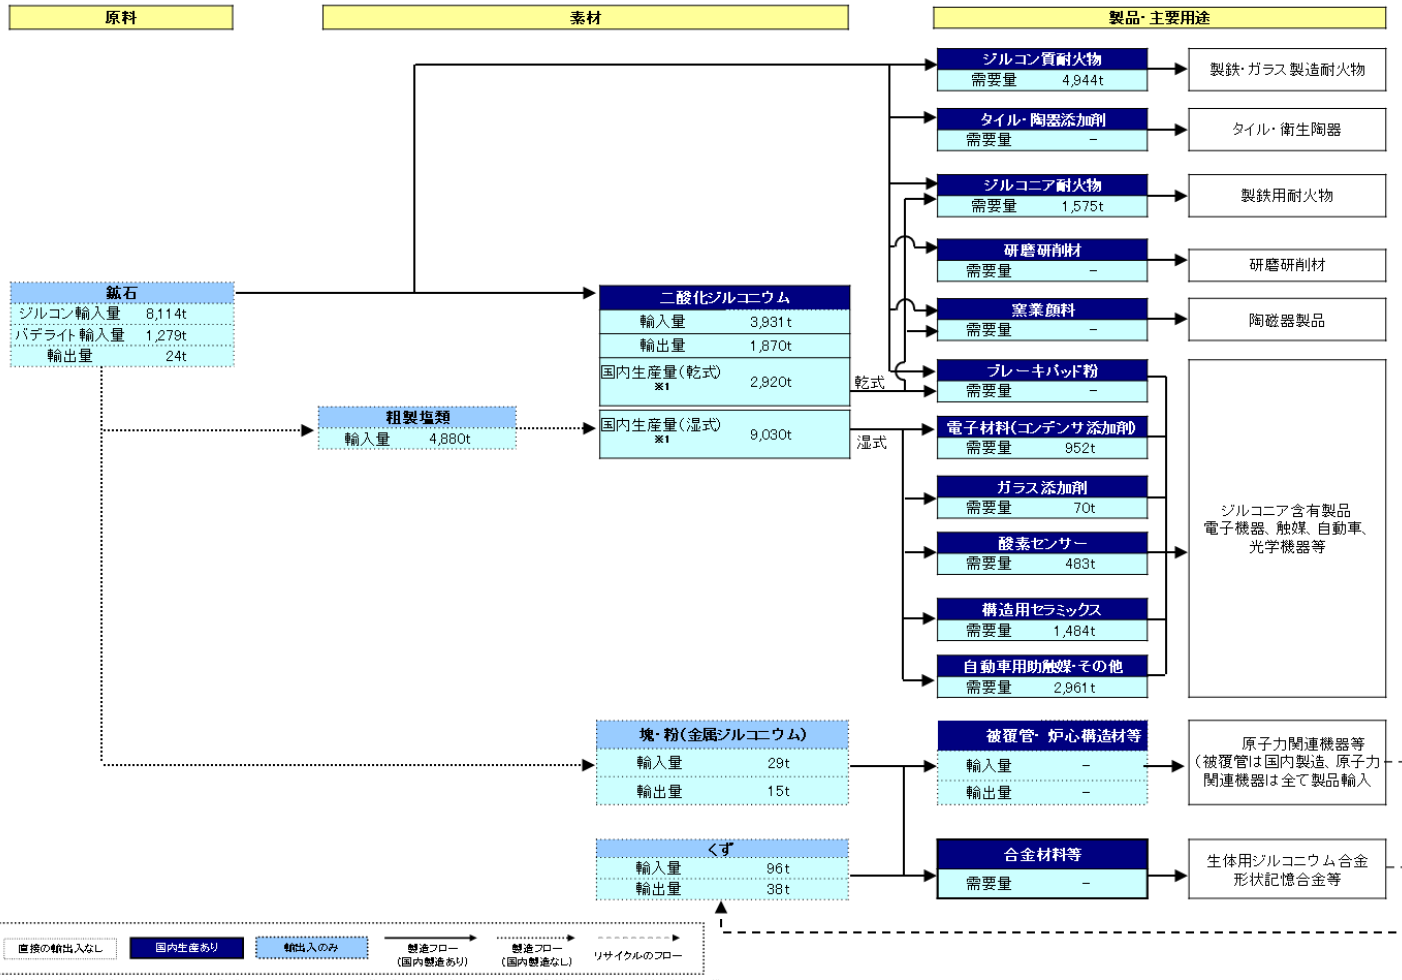 原料
素材
製品・主要用途
ジルコン質耐火物
需要量 4,944t
製鉄・ガラス製造耐火物
タイル・陶器添加剤
需要量 －
タイル・衛生陶器
ジルコニア耐火物
需要量 1,575t
製鉄用耐火物
研磨研削材
需要量 －
研磨研削材
鉱石
ジルコン輸入量 8,114t
バデライト輸入量 1,279t
輸出量 24t
二酸化ジルコニウム
輸入量 3,931t
輸出量 1,870t
国内生産量(乾式)
※1
2,920t
乾式
国内生産量(湿式)
※1
9,030t
湿式
窯業顔料
需要量 －
陶磁器製品
ブレーキパッド粉
需要量 －
粗製塩類
輸入量 4,880t
電子材料(コンデンサ添加剤)
需要量 952t
ガラス添加剤
需要量 70t
酸素センサー
需要量 483t
構造用セラミックス
需要量 1,484t
自動車用助触媒・その他
需要量 2,961t
ジルコニア含有製品
電子機器、触媒、自動車、
光学機器等
塊・粉(金属ジルコニウム)
輸入量 29t
輸出量 15t
被覆管・炉心構造材等
輸入量 －
輸出量 －
原子力関連機器等
(被覆管は国内製造、原子力
関連機器は全て製品輸入
くず
輸入量 96t
輸出量 38t
合金材料等
需要量 －
生体用ジルコニウム合金
形状記憶合金等
直接の輸出入なし
国内生産あり
輸出入のみ
製造フロー
(国内製造あり)
製造フロー
(国内製造なし)
リサイクルのフロー